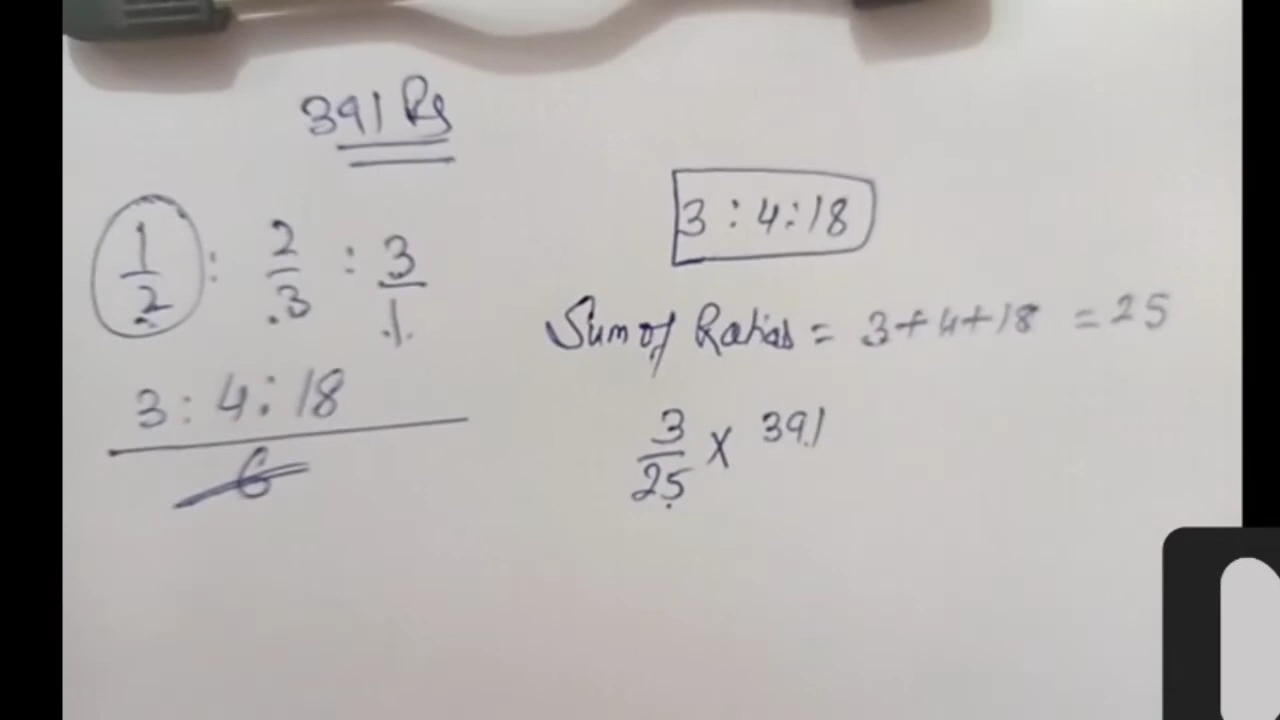 391 Rs
1/2 : 2/3 : 3/1
3 : 4 : 18
6
3 : 4 : 18
Sum of Ratios = 3+4+18 = 25
3/25 × 391